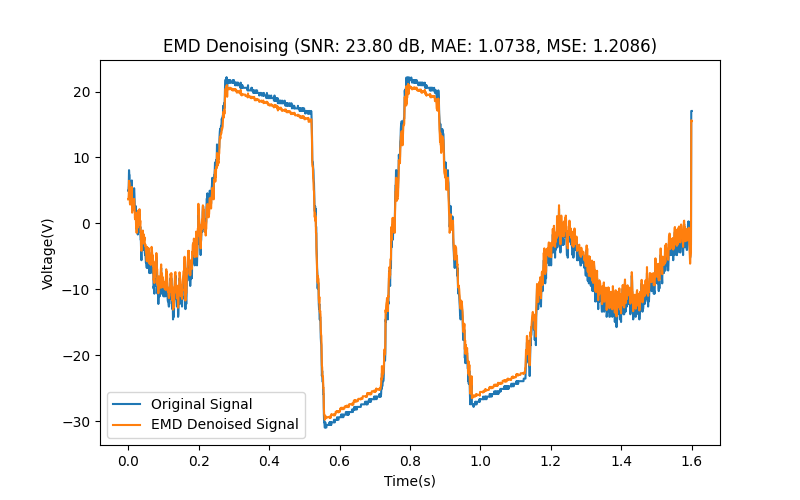 EMD Denoising (SNR: 23.80 dB, MAE: 1.0738, MSE: 1.2086)
20
10
0
−10
−20
−30
Voltage(V)
Original Signal
EMD Denoised Signal
0.0 0.2 0.4 0.6 0.8 1.0 1.2 1.4 1.6
Time(s)